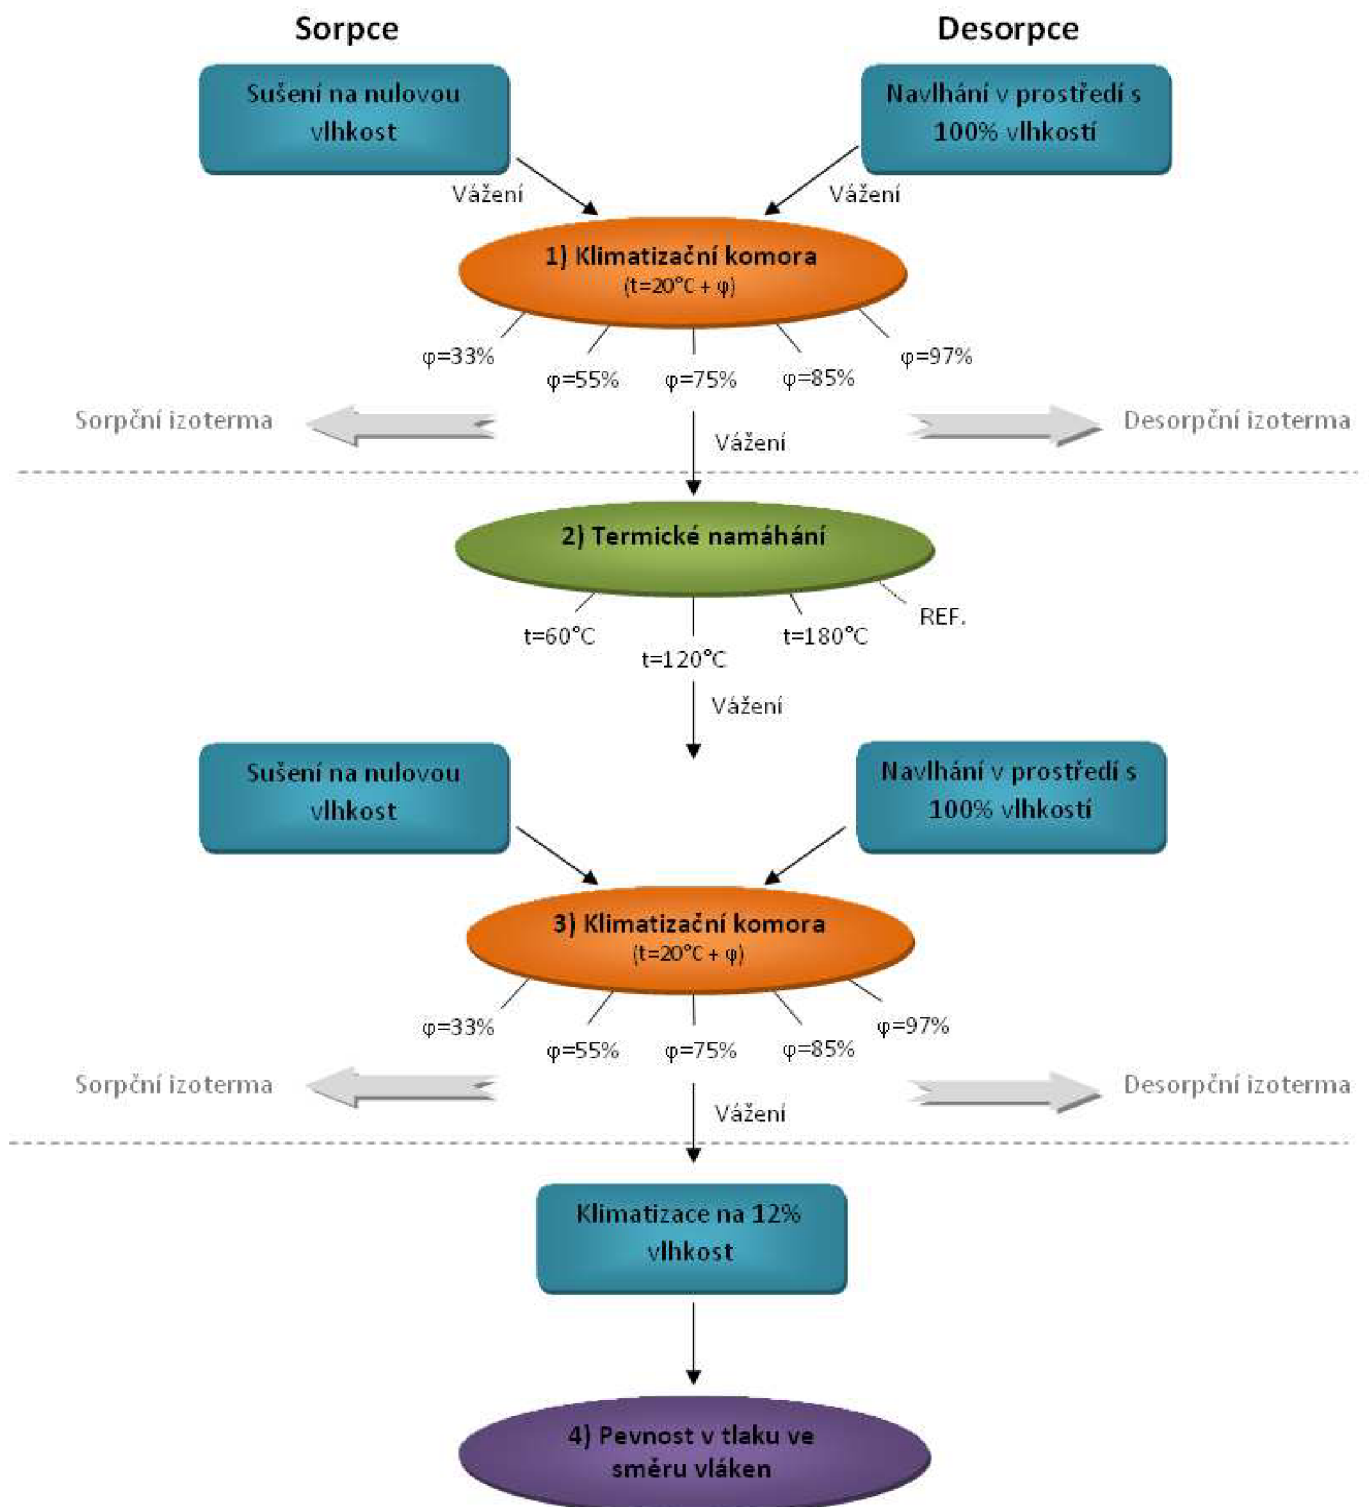 Sorpce
Desorpce
Sušení na nulovou
vlhkost
Navlhání v prostředí s
100% vlhkostí
Vážení
Vážení
1) Klimatizační komora
(t=20°C + φ)
φ=33%
φ=55%
φ=75%
φ=85%
φ=97%
Sorpční izoterma
Desorpční izoterma
Vážení
2) Termické namáhání
t=60°C
t=120°C
t=180°C
REF.
Vážení
Sušení na nulovou
vlhkost
Navlhání v prostředí s
100% vlhkostí
3) Klimatizační komora
(t=20°C + φ)
φ=33%
φ=55%
φ=75%
φ=85%
φ=97%
Sorpční izoterma
Desorpční izoterma
Vážení
Klimatizace na 12%
vlhkost
4) Pevnost v tlaku ve
směru vláken